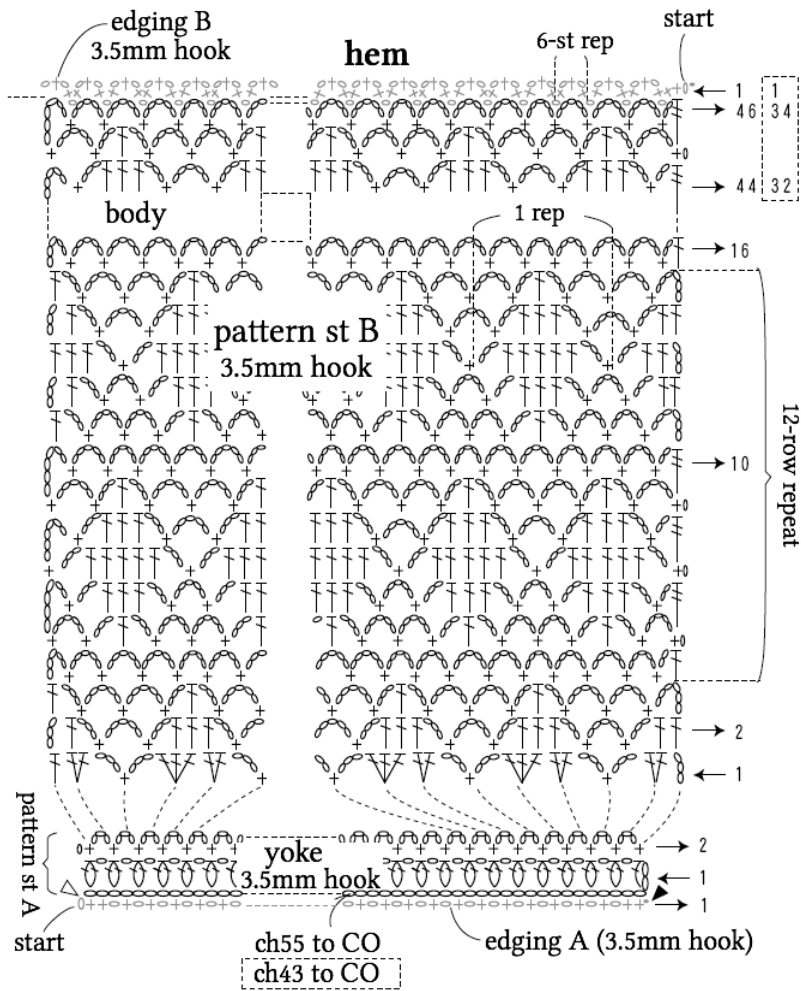 edging B
3.5mm hook
hem
6-st rep
start
1 1
46 34
44 32
body
1 rep
16
pattern st B
3.5mm hook
10
12-row repeat
2
1
pattern st A
yoke
3.5mm hook
2
1
1
start
ch55 to CO
ch43 to CO
edging A (3.5mm hook)